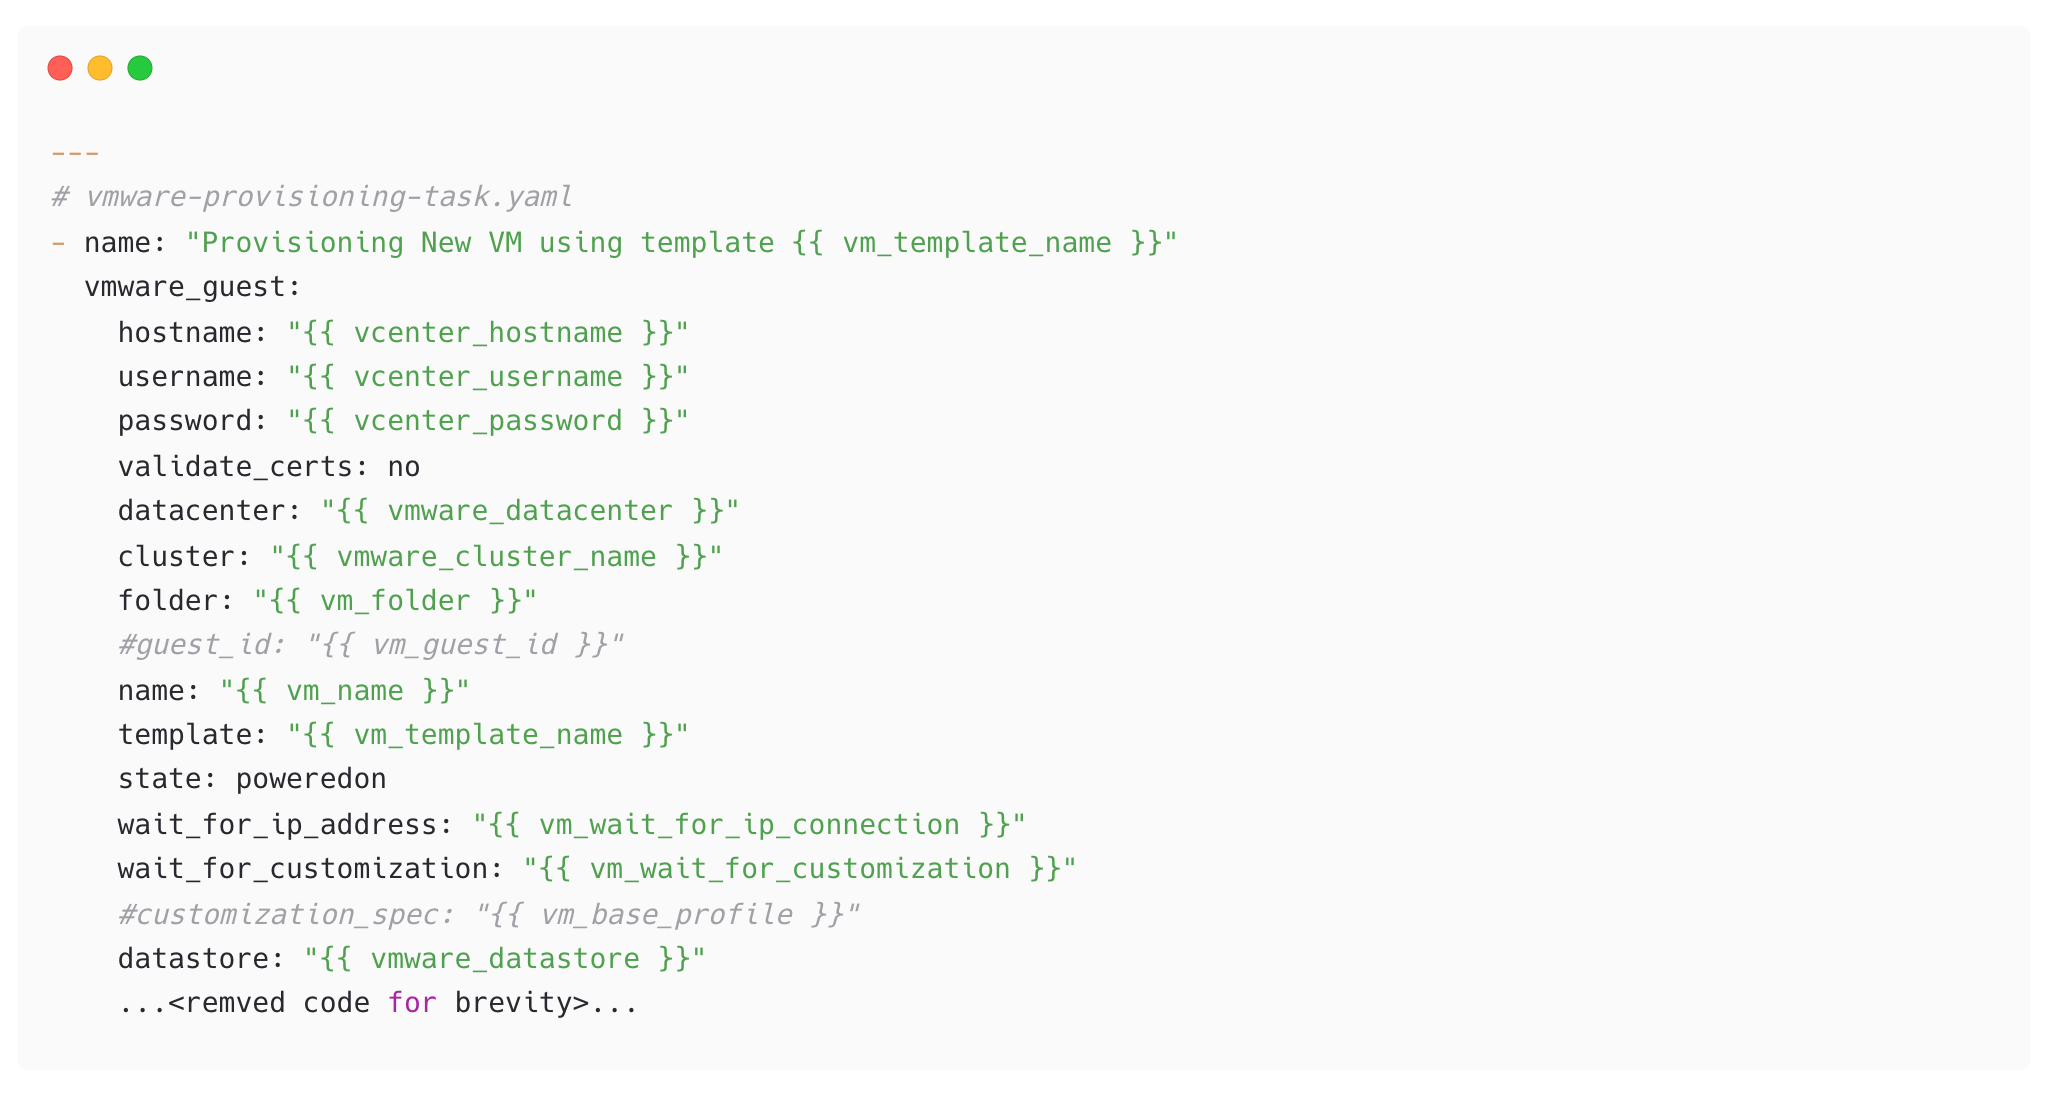 ---
# vmware-provisioning-task.yaml
- name: "Provisioning New VM using template {{ vm_template_name }}"
  vmware_guest:
    hostname: "{{ vcenter_hostname }}"
    username: "{{ vcenter_username }}"
    password: "{{ vcenter_password }}"
    validate_certs: no
    datacenter: "{{ vmware_datacenter }}"
    cluster: "{{ vmware_cluster_name }}"
    folder: "{{ vm_folder }}"
    #guest_id: "{{ vm_guest_id }}"
    name: "{{ vm_name }}"
    template: "{{ vm_template_name }}"
    state: poweredon
    wait_for_ip_address: "{{ vm_wait_for_ip_connection }}"
    wait_for_customization: "{{ vm_wait_for_customization }}"
    #customization_spec: "{{ vm_base_profile }}"
    datastore: "{{ vmware_datastore }}"
    ...<remved code for brevity>...